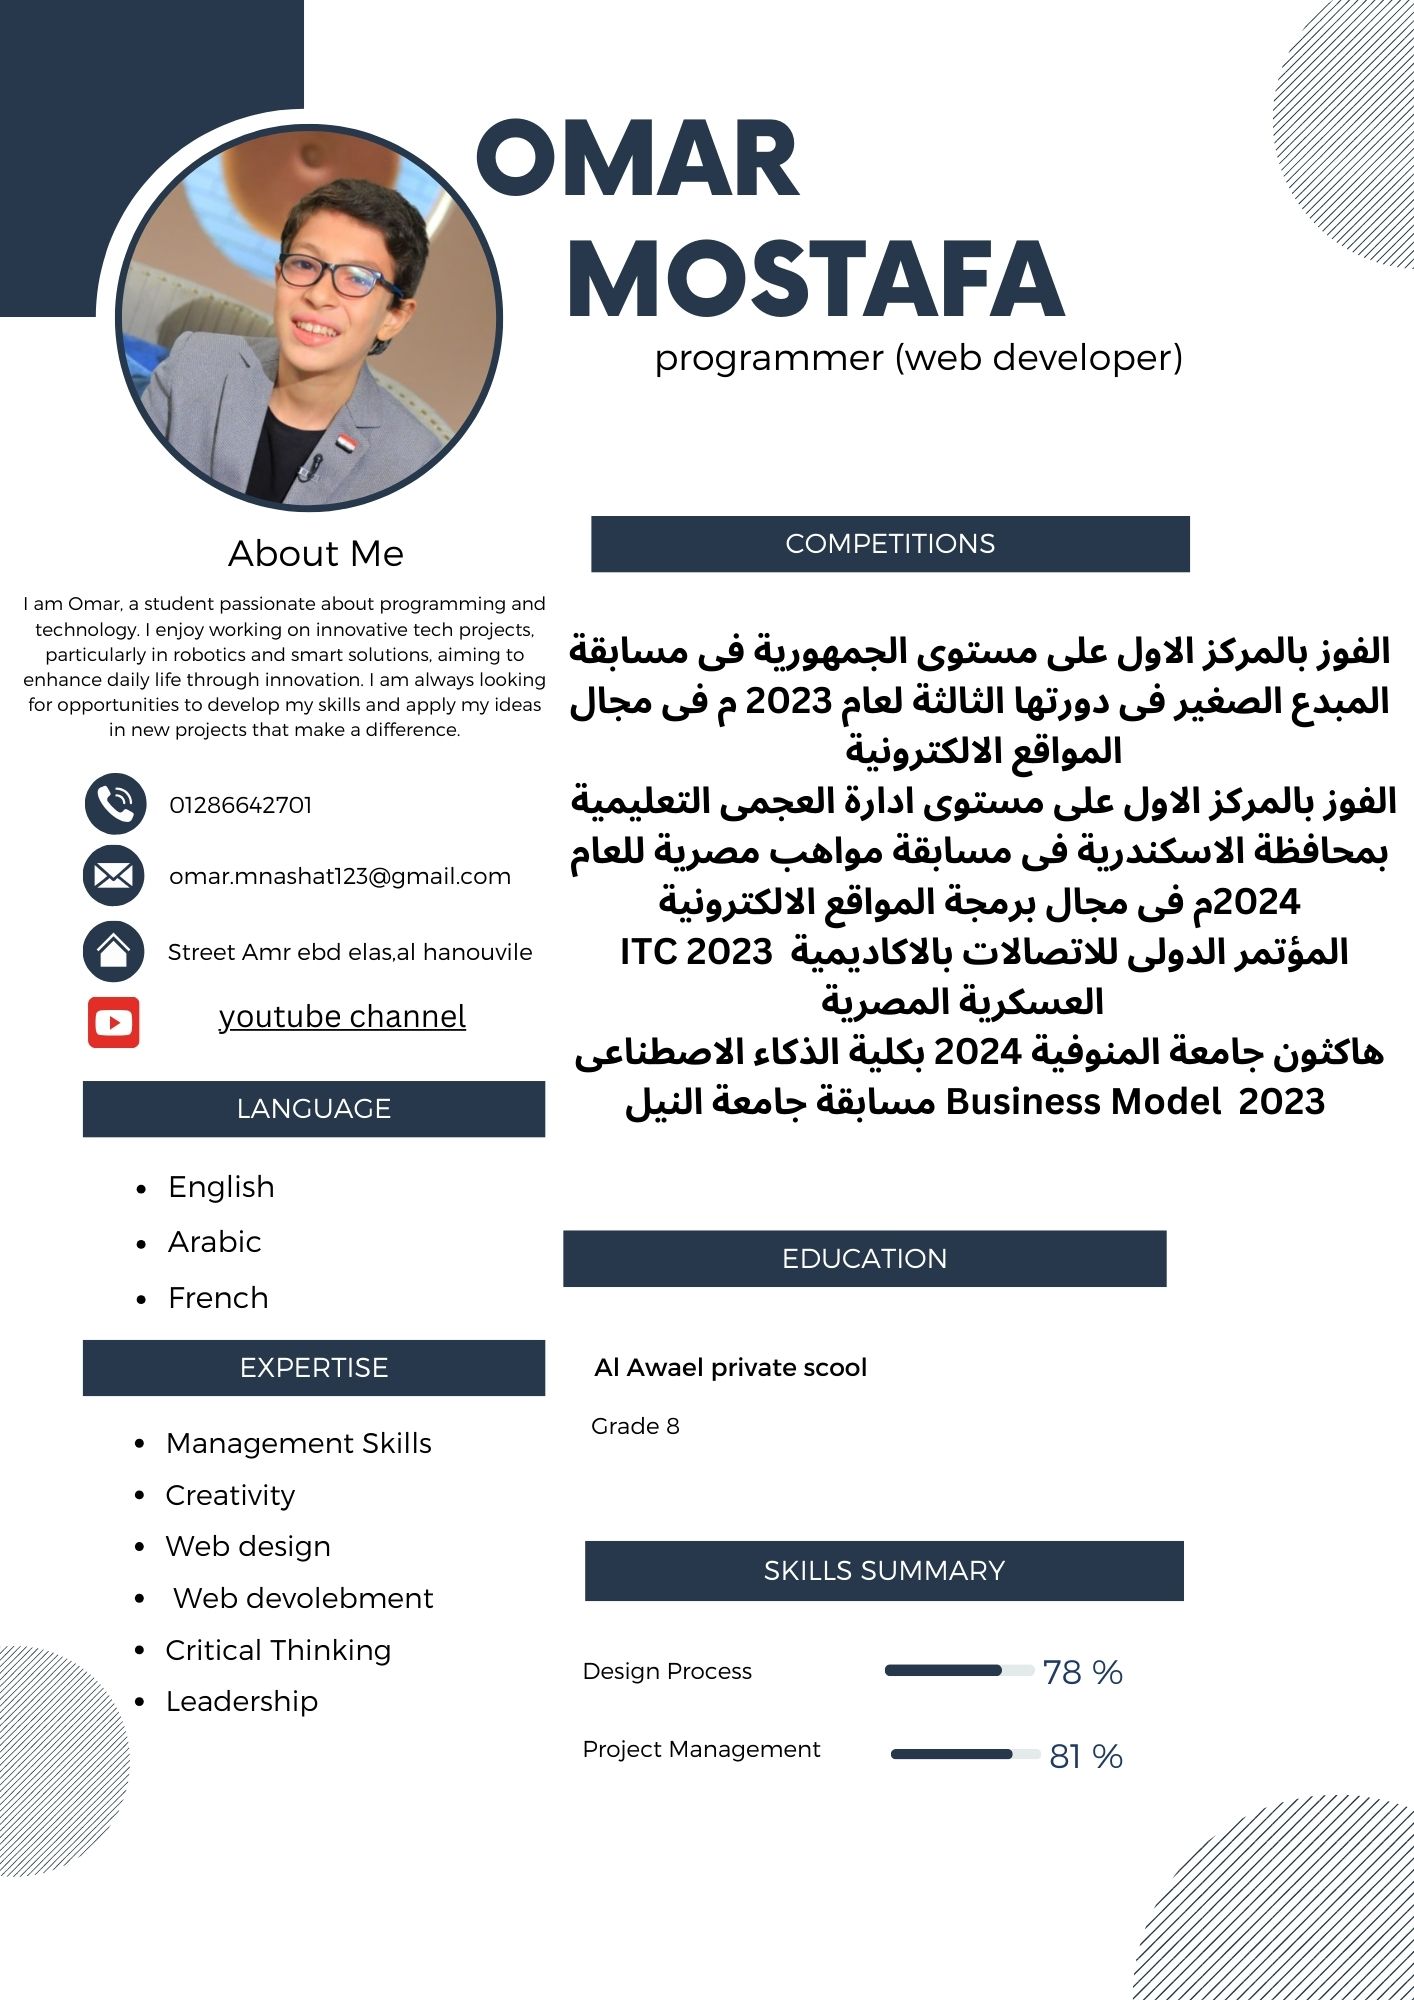 OMAR
MOSTAFA
programmer (web developer)
About Me
I am Omar, a student passionate about programming and
technology. I enjoy working on innovative tech projects,
particularly in robotics and smart solutions, aiming to
enhance daily life through innovation. I am always looking
for opportunities to develop my skills and apply my ideas
in new projects that make a difference.
01286642701
omar.mnashat123@gmail.com
Street Amr ebd elas,al hanouvile
youtube channel
LANGUAGE
English
Arabic
French
EXPERTISE
Management Skills
Creativity
Web design
Web devolebment
Critical Thinking
Leadership
COMPETITIONS
الفوز بالمركز الاول على مستوى الجمهورية فى مسابقة
المبدع الصغير فى دورتها الثالثة لعام 2023 م فى مجال
المواقع الالكترونية
الفوز بالمركز الاول على مستوى ادارة العجمى التعليمية
بمحافظة الاسكندرية فى مسابقة مواهب مصرية للعام
2024م فى مجال برمجة المواقع الالكترونية
المؤتمر الدولى للاتصالات بالاكاديمية ITC 2023
العسكرية المصرية
هاكثون جامعة المنوفية 2024 بكلية الذكاء الاصطناعى
مسابقة جامعة النيل Business Model 2023
EDUCATION
Al Awael private scool
Grade 8
SKILLS SUMMARY
Design Process 78 %
Project Management 81 %